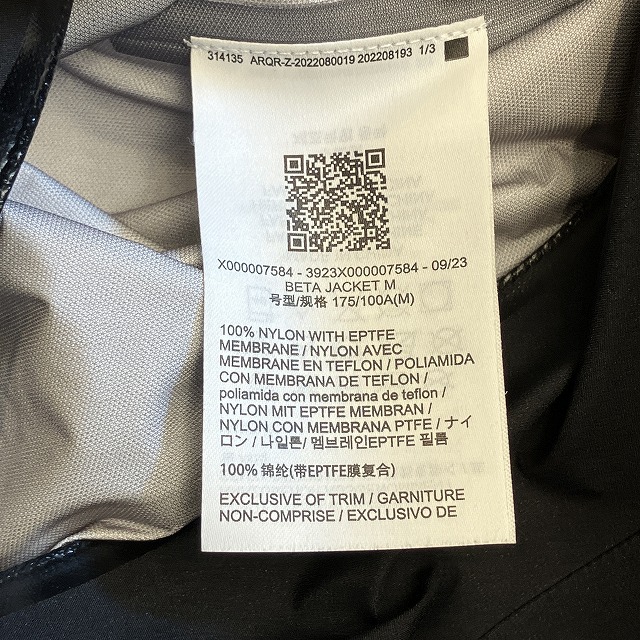 314135 ARQR-Z-2022080019 202208193 1/3
X000007584 - 3923X000007584 - 09/23
BETA JACKET M
号型/规格 175/100A(M)
100% NYLON WITH EPTFE
MEMBRANE / NYLON AVEC
MEMBRANE EN TEFLON / POLIAMIDA
CON MEMBRANA DE TEFLON /
poliamida con membrana de teflon /
NYLON MIT EPTFE MEMBRAN /
NYLON CON MEMBRANA PTFE / ナイ
ロン / 나일론/ 멤브레인EPTFE 필름
100% 锦纶(带EPTFE膜复合)
EXCLUSIVE OF TRIM / GARNITURE
NON-COMPRISE / EXCLUSIVO DE